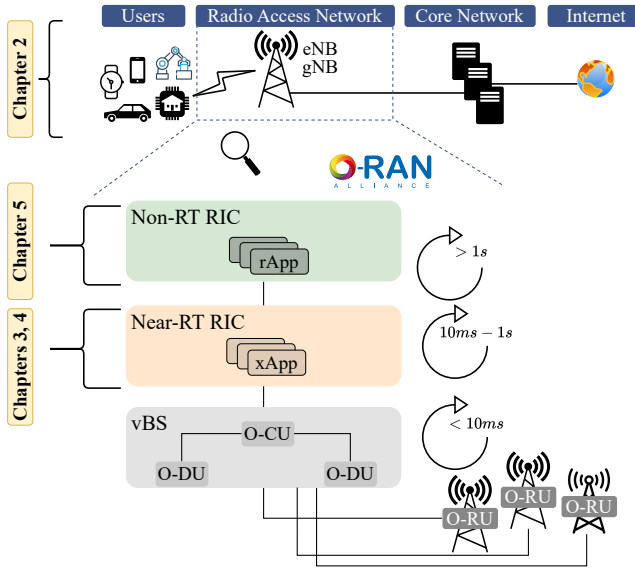 Users
Radio Access Network
Core Network
Internet
Chapter 2
eNB
gNB
O-RAN
ALLIANCE
Chapter 5
Non-RT RIC
rApp
> 1s
Chapters 3, 4
Near-RT RIC
xApp
10ms − 1s
vBS
O-CU
O-DU
O-DU
< 10ms
O-RU
O-RU
O-RU